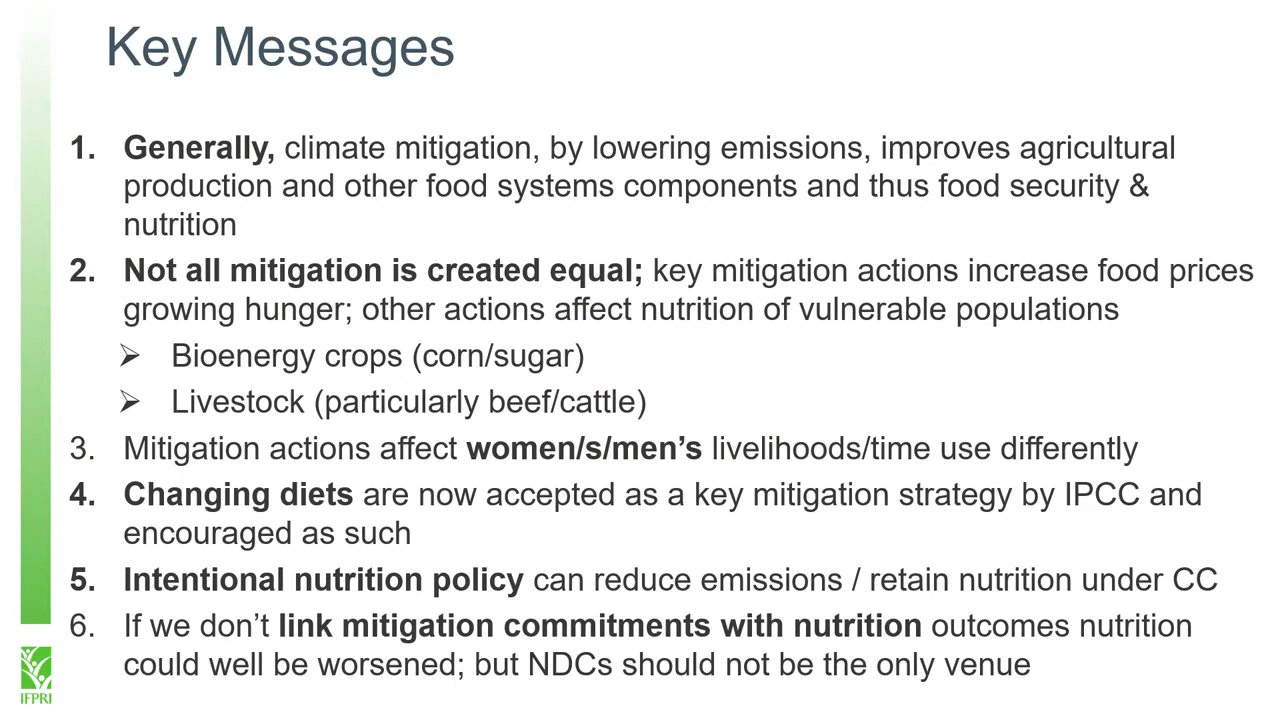 Key Messages
1. Generally, climate mitigation, by lowering emissions, improves agricultural
production and other food systems components and thus food security &
nutrition
2. Not all mitigation is created equal; key mitigation actions increase food prices
growing hunger; other actions affect nutrition of vulnerable populations
➢ Bioenergy crops (corn/sugar)
➢ Livestock (particularly beef/cattle)
3. Mitigation actions affect women/s/men’s livelihoods/time use differently
4. Changing diets are now accepted as a key mitigation strategy by IPCC and
encouraged as such
5. Intentional nutrition policy can reduce emissions / retain nutrition under CC
6. If we don’t link mitigation commitments with nutrition outcomes nutrition
could well be worsened; but NDCs should not be the only venue
IFPRI